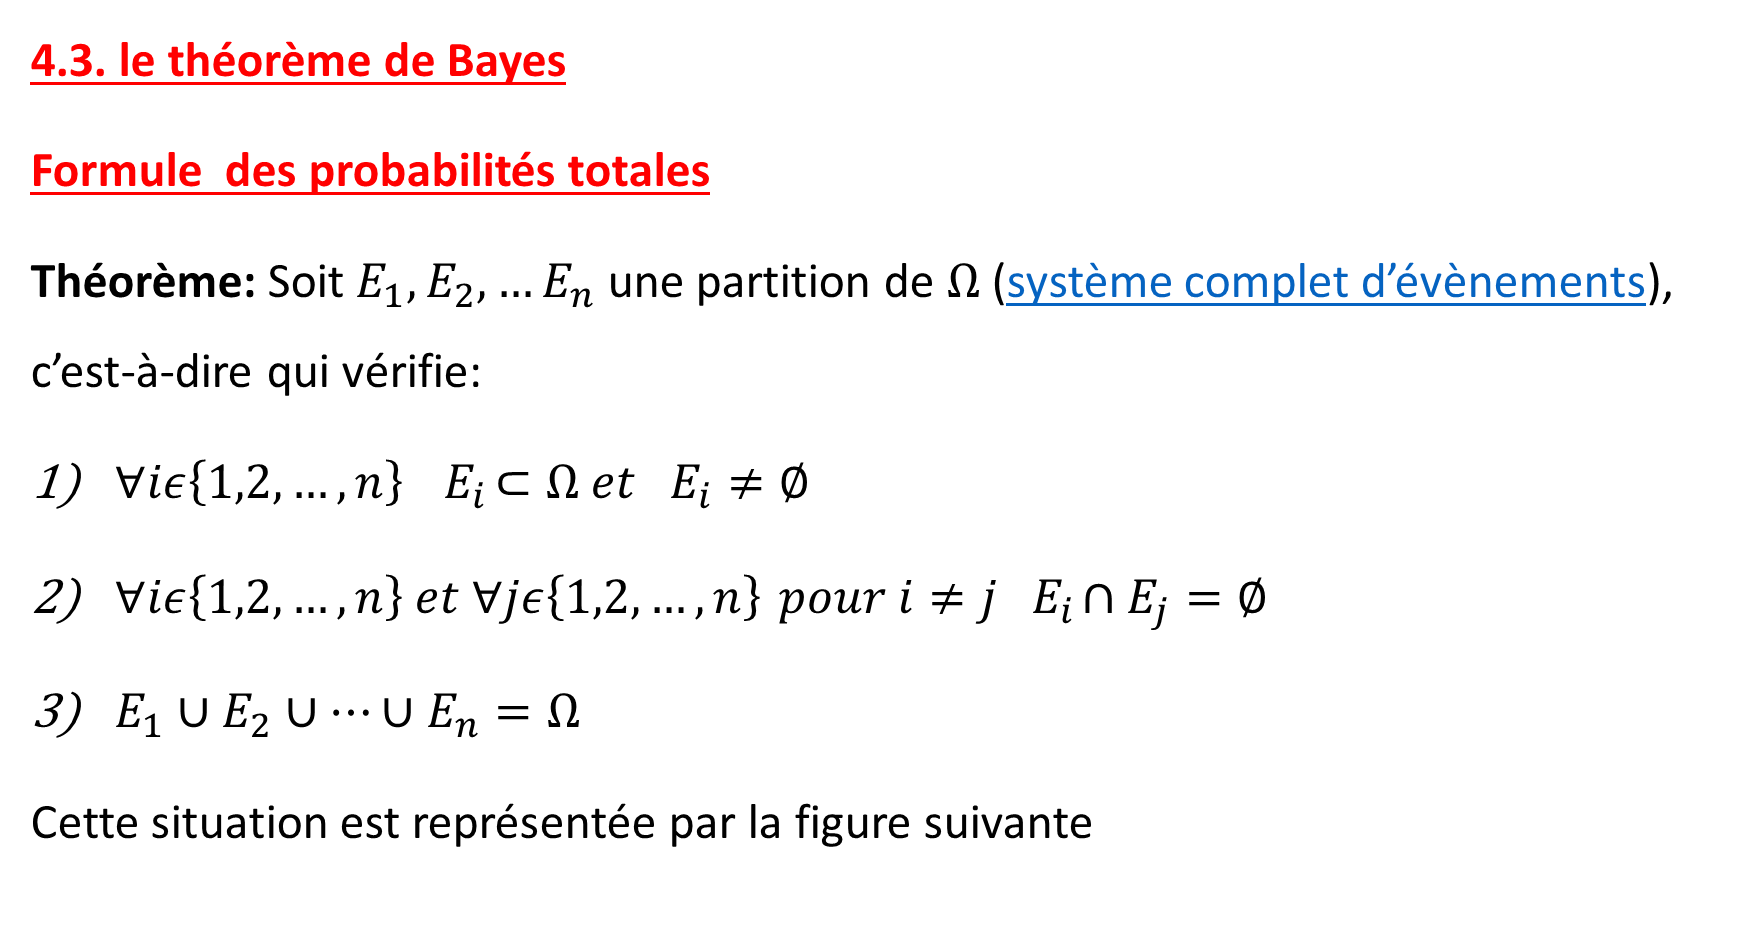 4.3. le théorème de Bayes
Formule  des probabilités totales
Théorème: Soit E₁, E₂, … Eₙ une partition de Ω (système complet d’évènements),
c’est-à-dire qui vérifie:
1) ∀iϵ{1,2, … , n}  Eᵢ ⊂ Ω et  Eᵢ ≠ ∅
2) ∀iϵ{1,2, … , n} et ∀jϵ{1,2, … , n} pour i ≠ j  Eᵢ ∩ Eⱼ = ∅
3) E₁ ∪ E₂ ∪ ⋯ ∪ Eₙ = Ω
Cette situation est représentée par la figure suivante